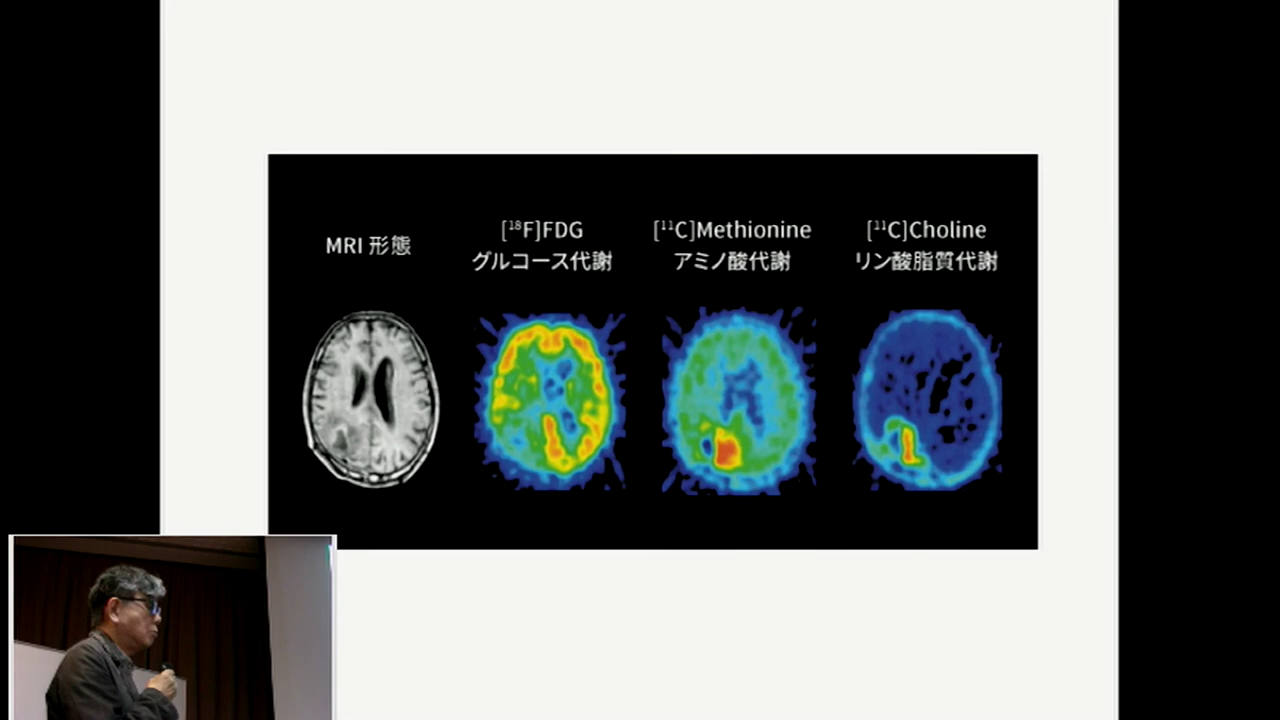 MRI 形態
[¹⁸F]FDG
グルコース代謝
[¹¹C]Methionine
アミノ酸代謝
[¹¹C]Choline
リン酸脂質代謝